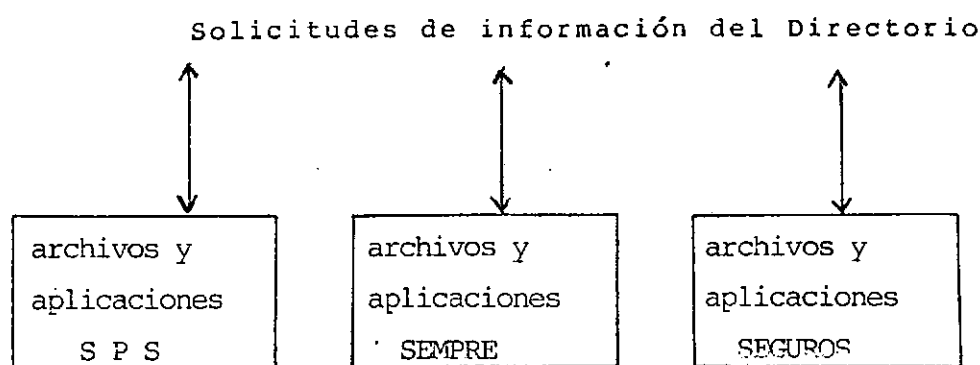 Solicitudes de información del Directorio
archivos y
aplicaciones
S P S
archivos y
aplicaciones
SEMPRE
archivos y
aplicaciones
SEGUROS